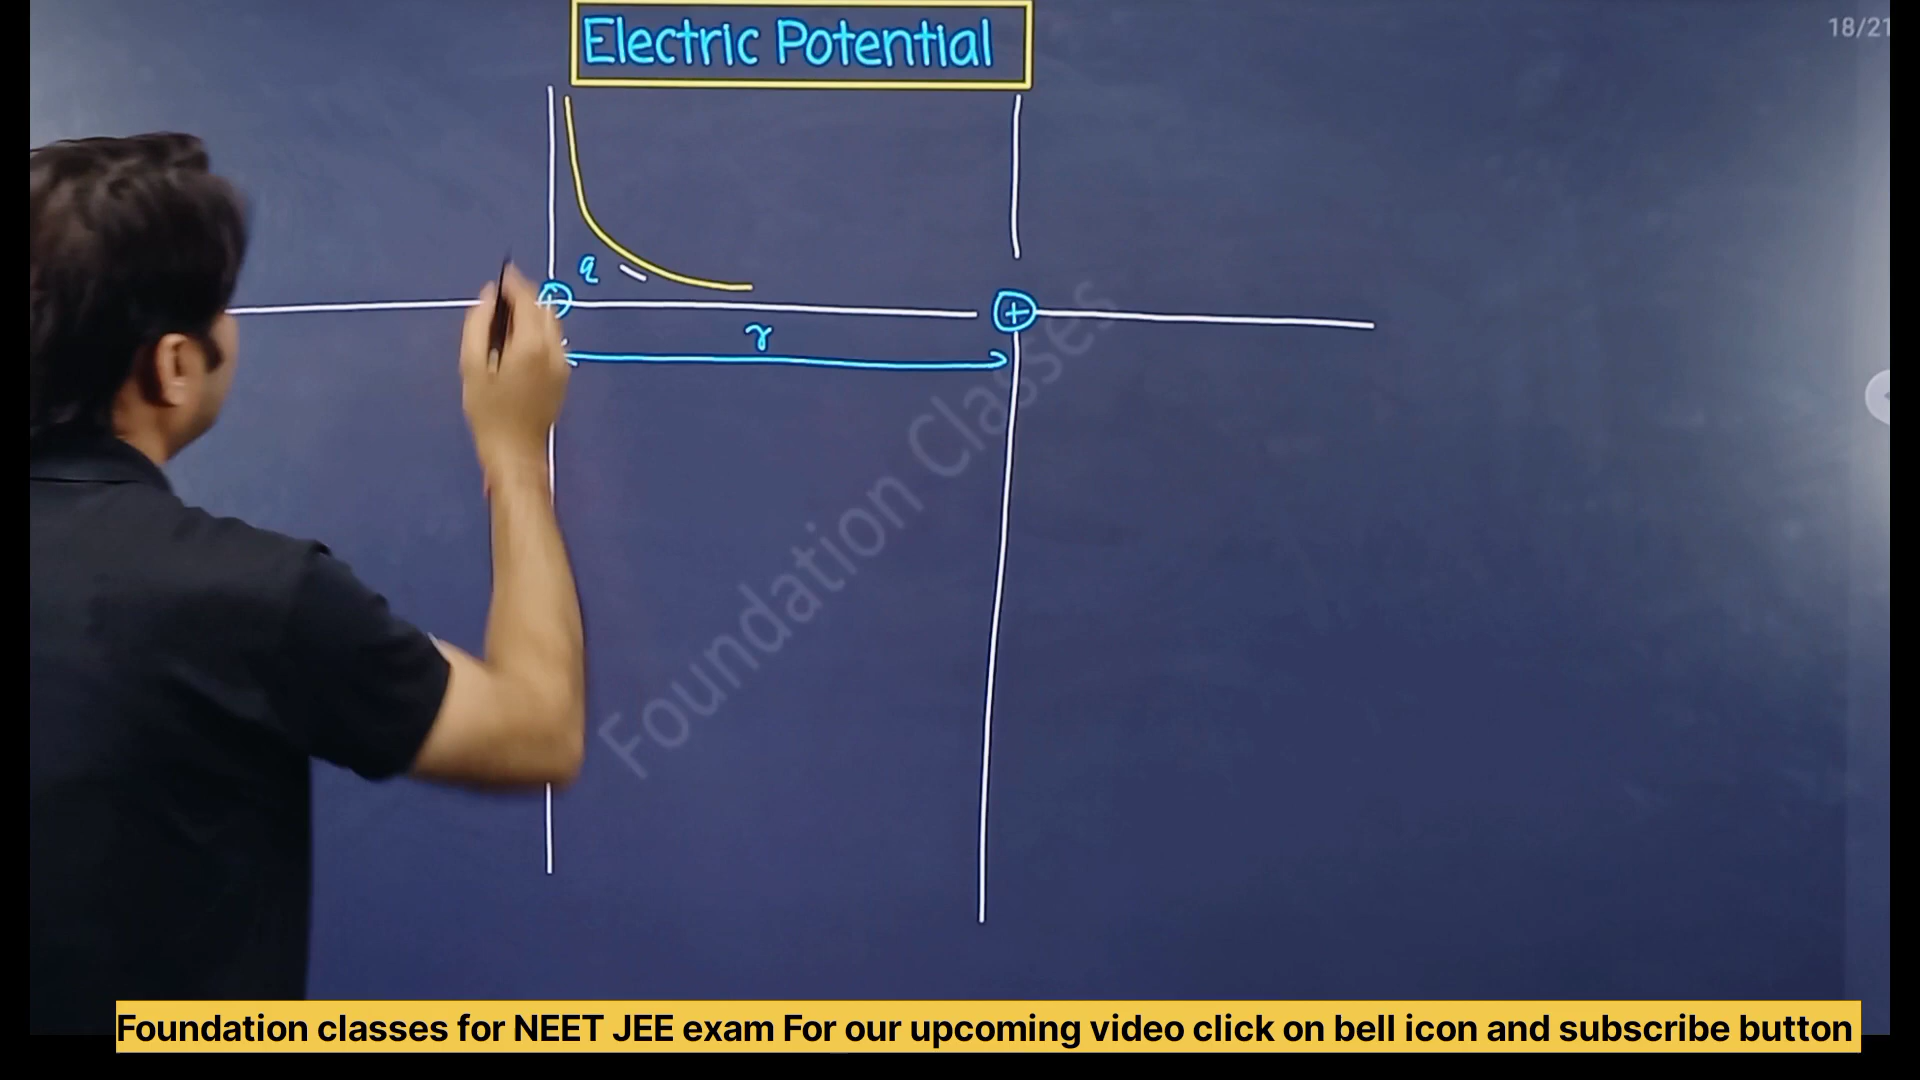 18/21
Electric Potential
q
+
+
r
Foundation Classes
Foundation classes for NEET JEE exam For our upcoming video click on bell icon and subscribe button